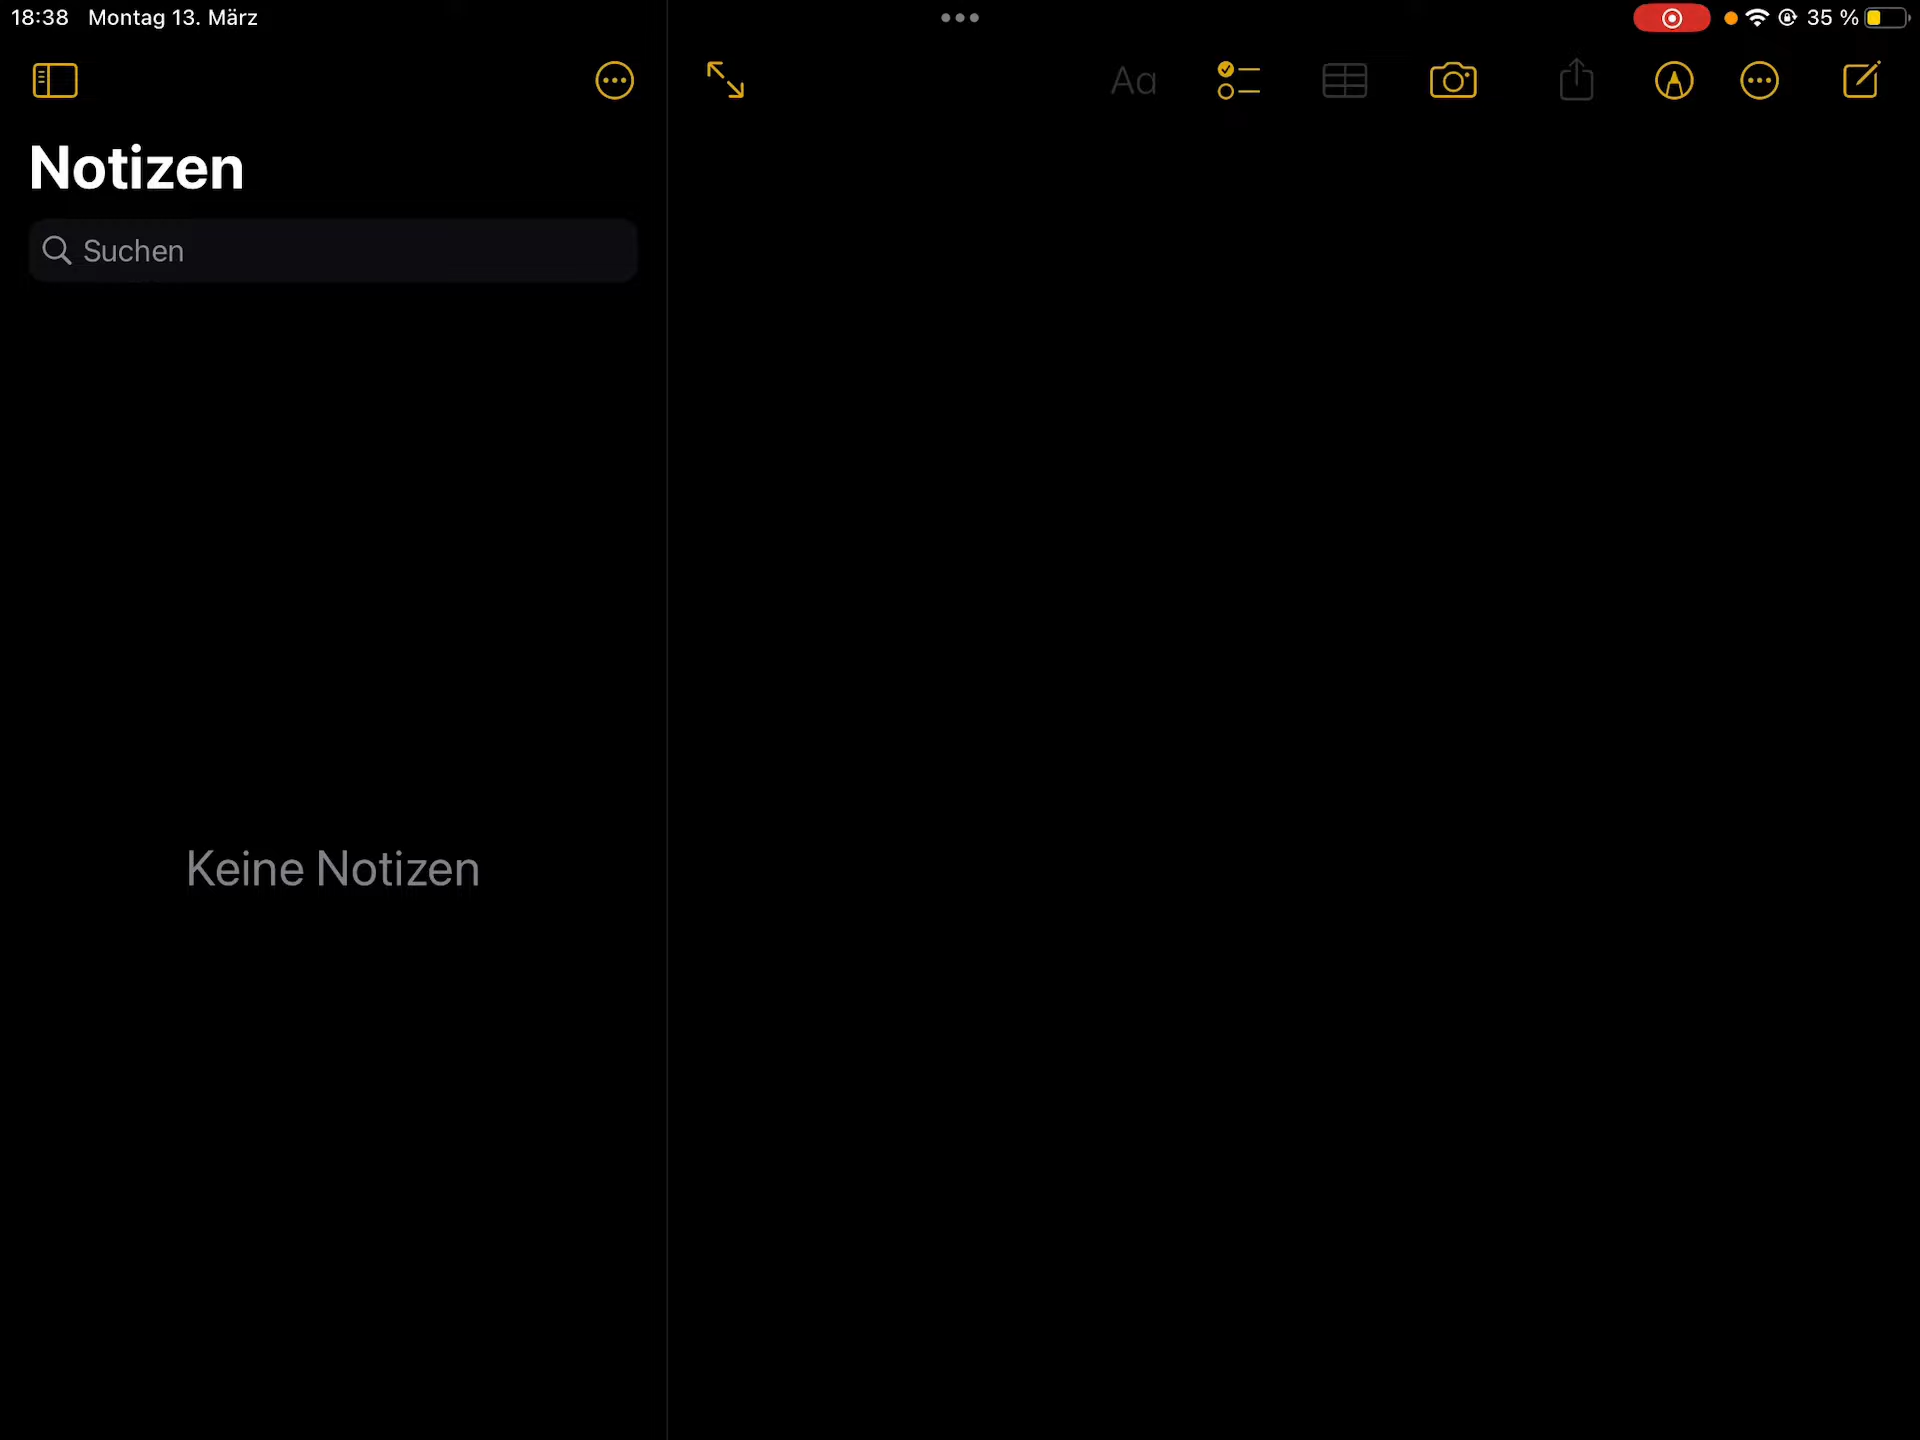 18:38 Montag 13. März
35 %
Aa
Notizen
Suchen
Keine Notizen